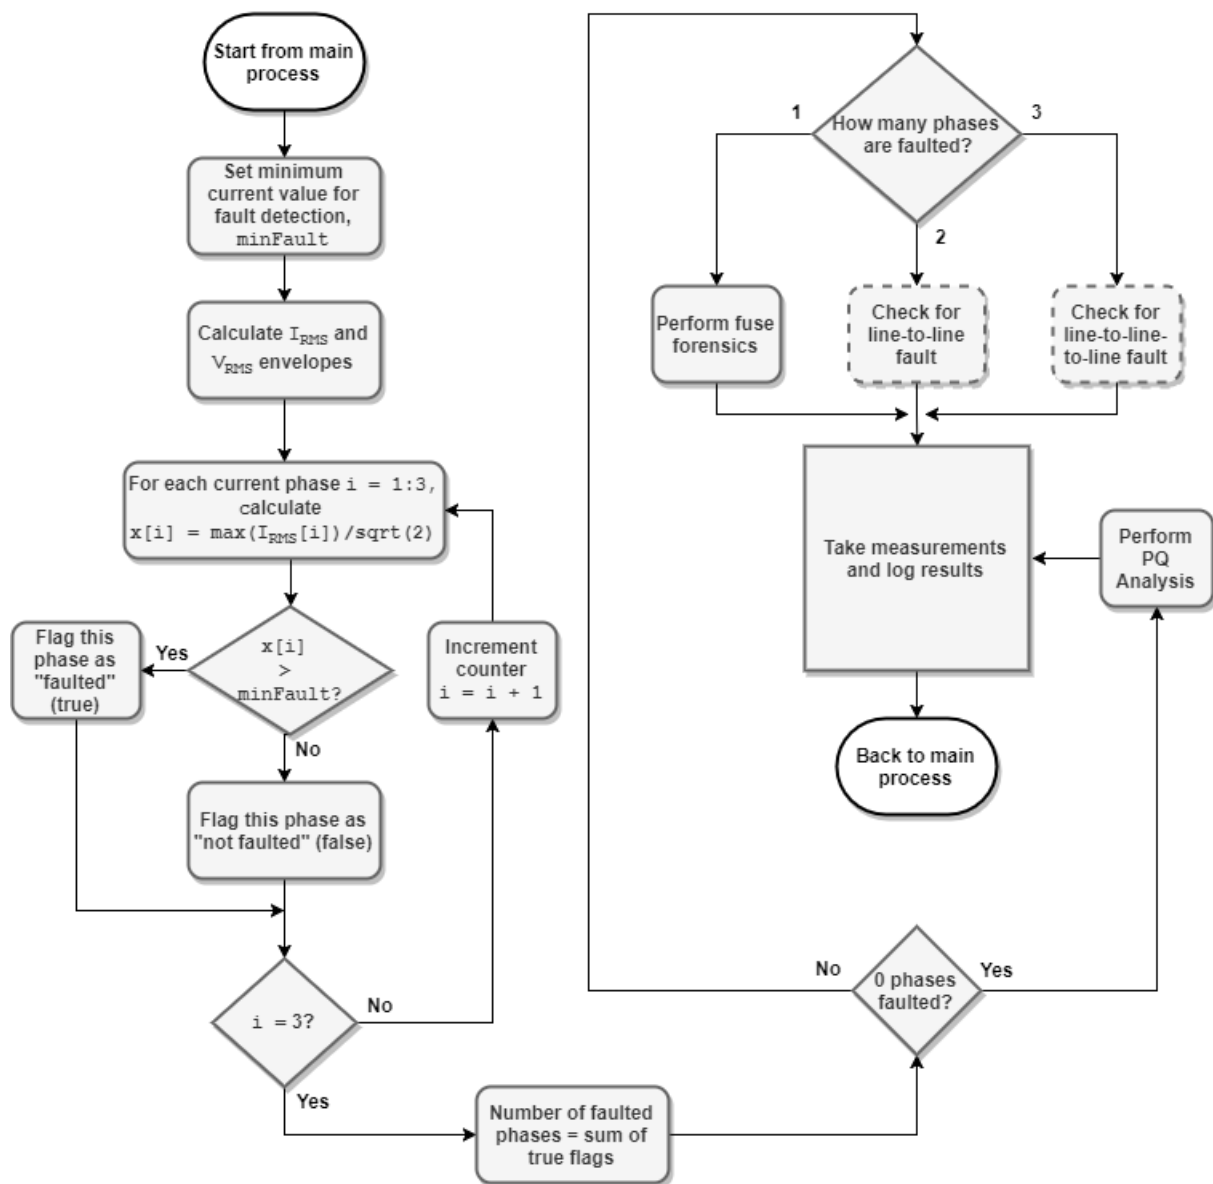 Start from main
process
Set minimum
current value for
fault detection,
minFault
Calculate I_RMS and
V_RMS envelopes
For each current phase i = 1:3,
calculate
x[i] = max(I_RMS[i])/sqrt(2)
x[i]
>
minFault?
Yes
Flag this
phase as
"faulted"
(true)
No
Flag this phase as
"not faulted" (false)
Increment
counter
i = i + 1
i = 3?
No
Yes
Number of faulted
phases = sum of
true flags
0 phases
faulted?
No
Yes
How many phases
are faulted?
1
2
3
Perform fuse
forensics
Check for
line-to-line
fault
Check for
line-to-line-
to-line fault
Take measurements
and log results
Perform
PQ
Analysis
Back to main
process